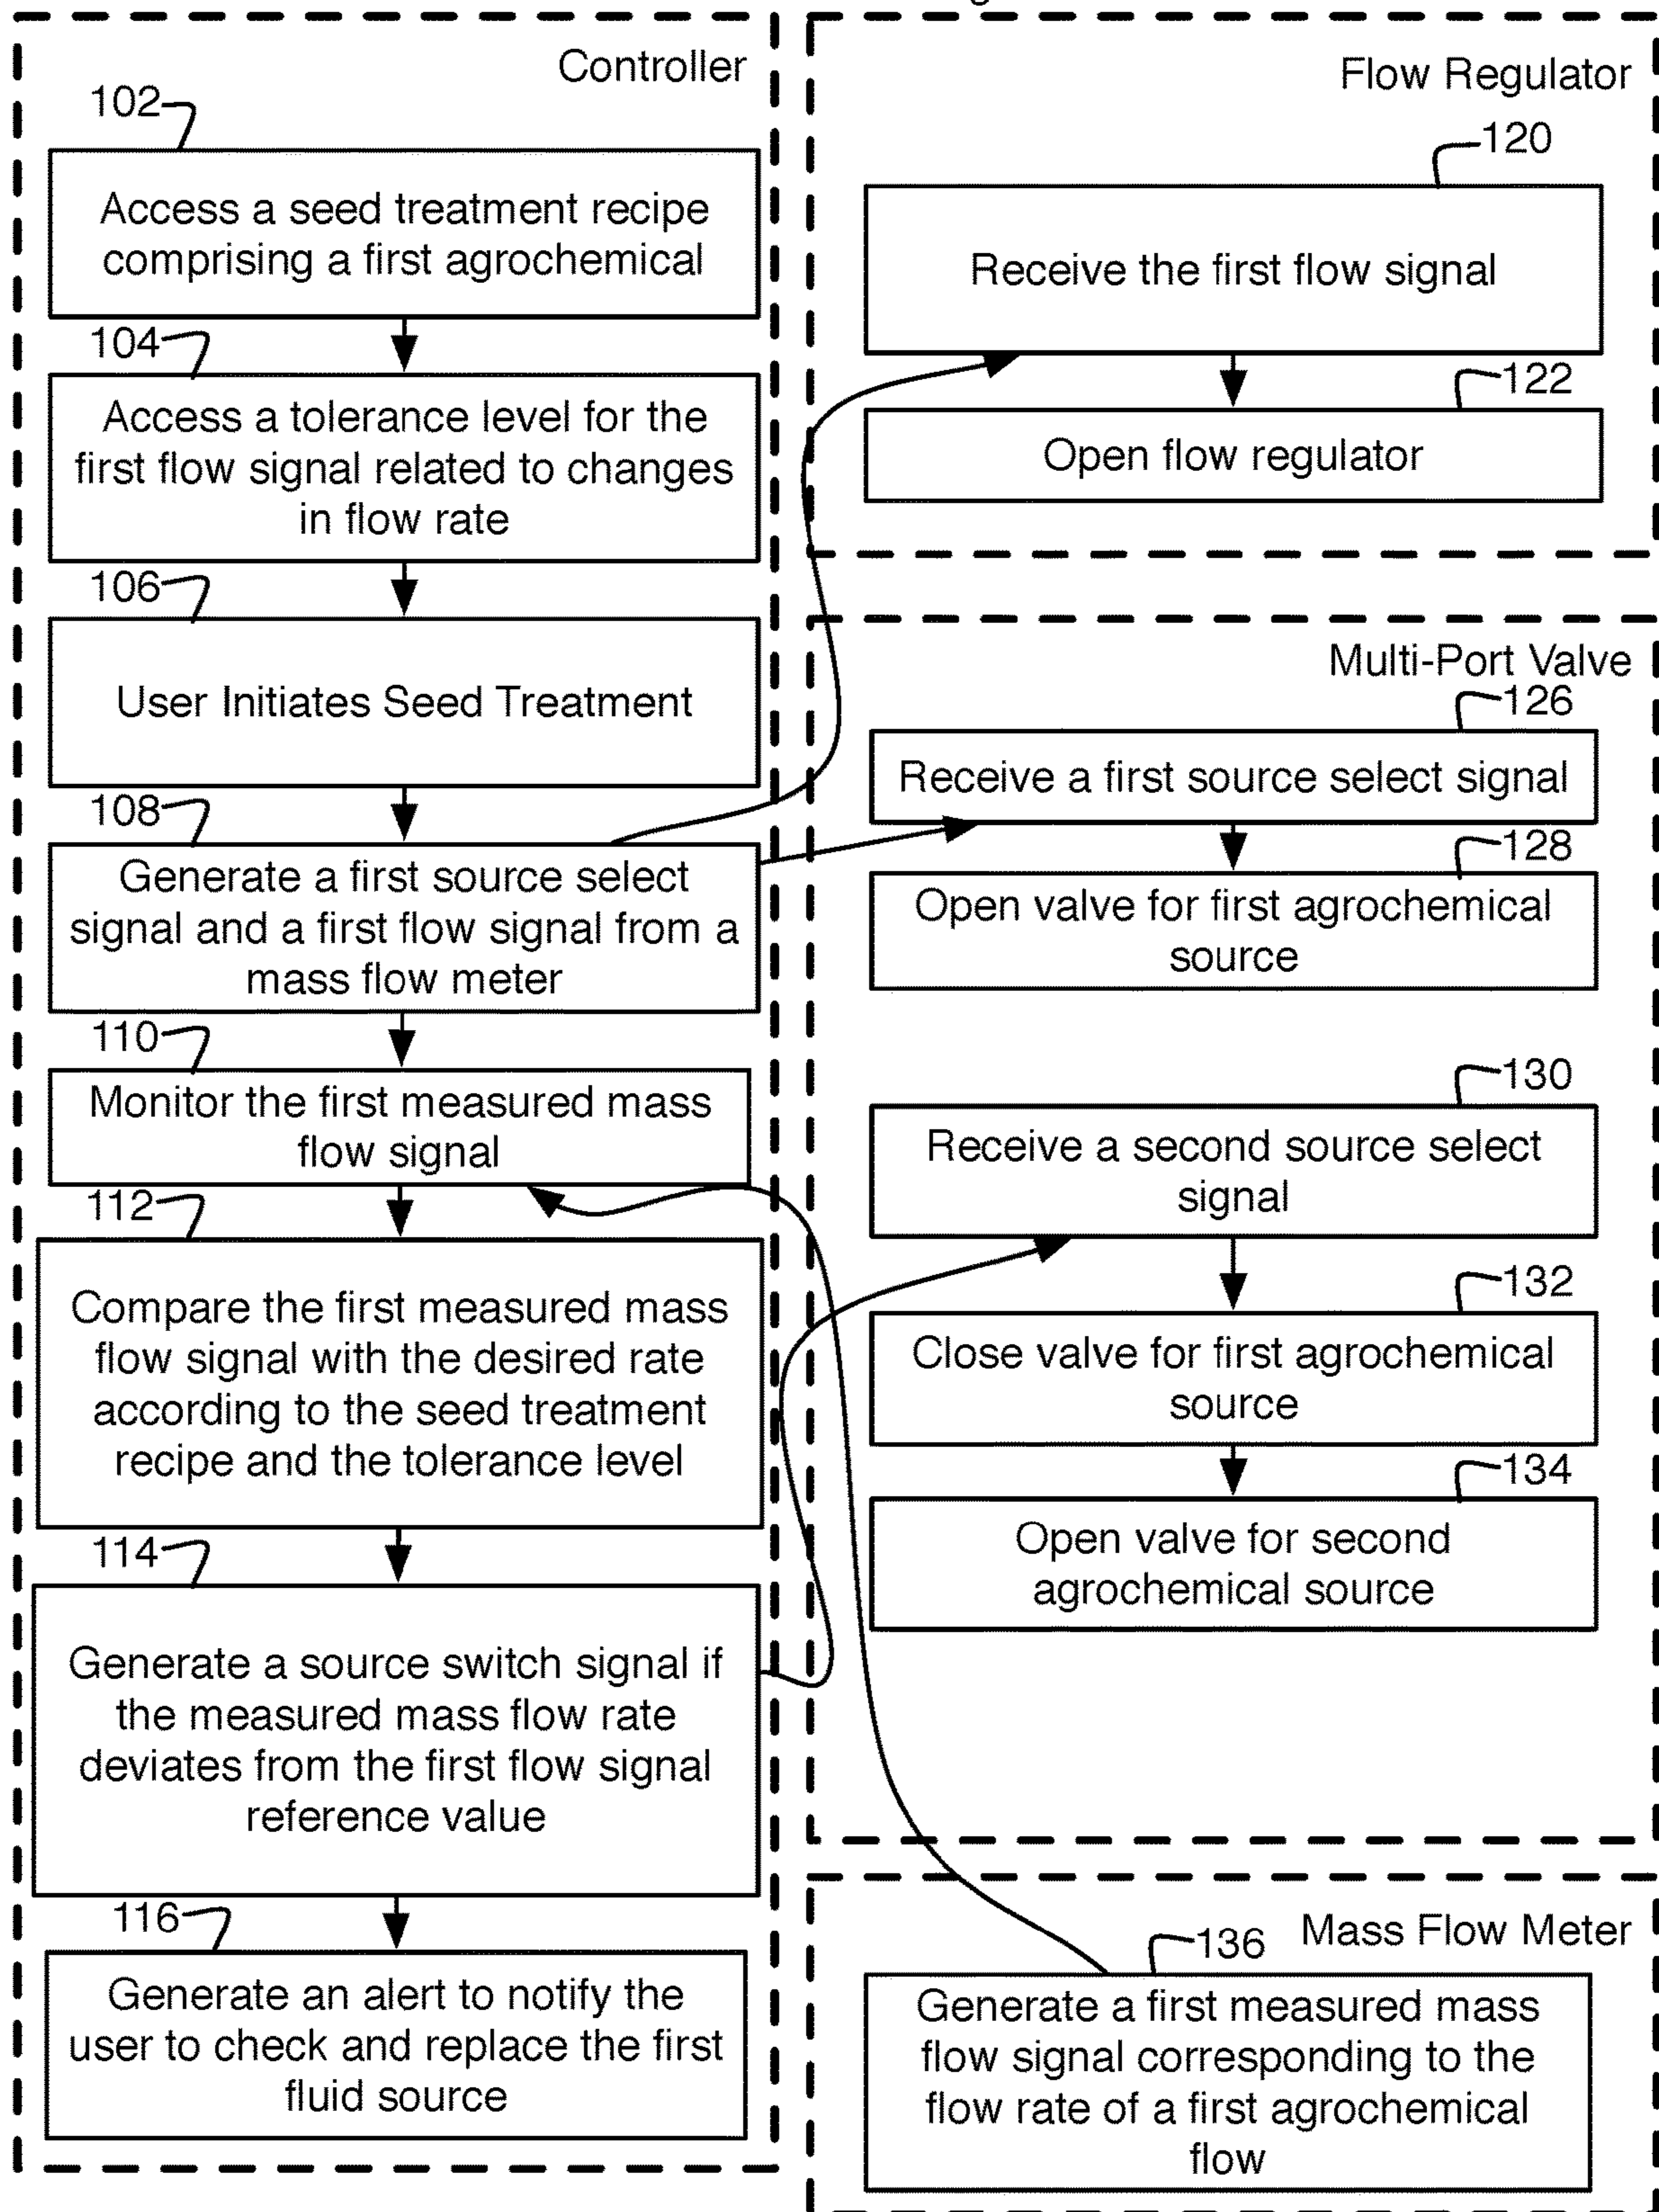 Controller
102
Access a seed treatment recipe
comprising a first agrochemical
104
Access a tolerance level for the
first flow signal related to changes
in flow rate
106
User Initiates Seed Treatment
108
Generate a first source select
signal and a first flow signal from a
mass flow meter
110
Monitor the first measured mass
flow signal
112
Compare the first measured mass
flow signal with the desired rate
according to the seed treatment
recipe and the tolerance level
114
Generate a source switch signal if
the measured mass flow rate
deviates from the first flow signal
reference value
116
Generate an alert to notify the
user to check and replace the first
fluid source
Flow Regulator
120
Receive the first flow signal
122
Open flow regulator
Multi-Port Valve
126
Receive a first source select signal
128
Open valve for first agrochemical
source
130
Receive a second source select
signal
132
Close valve for first agrochemical
source
134
Open valve for second
agrochemical source
Mass Flow Meter
136
Generate a first measured mass
flow signal corresponding to the
flow rate of a first agrochemical
flow